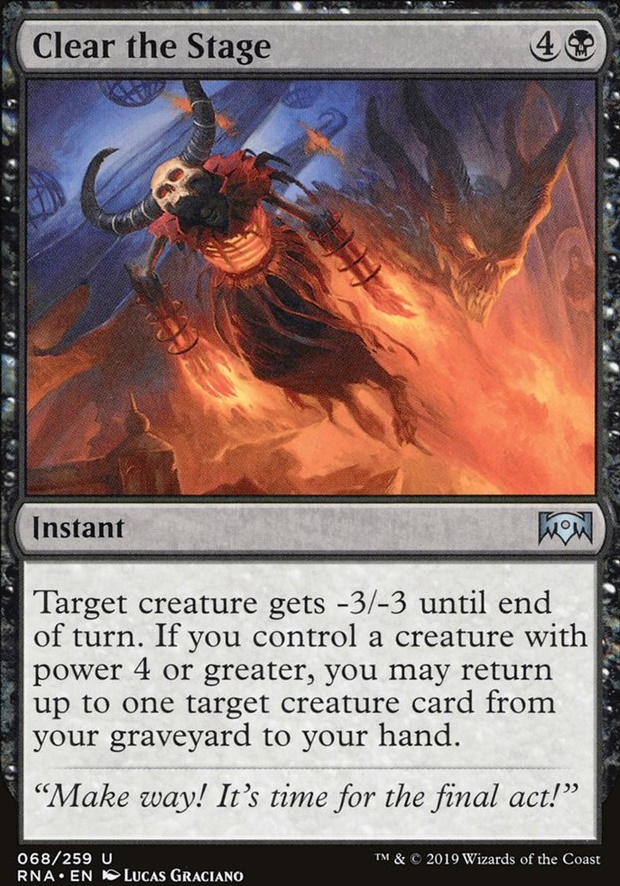 Clear the Stage 4
Instant
Target creature gets -3/-3 until end
of turn. If you control a creature with
power 4 or greater, you may return
up to one target creature card from
your graveyard to your hand.
“Make way! It’s time for the final act!”
068/259 U
RNA • EN Lucas Graciano
™ & © 2019 Wizards of the Coast